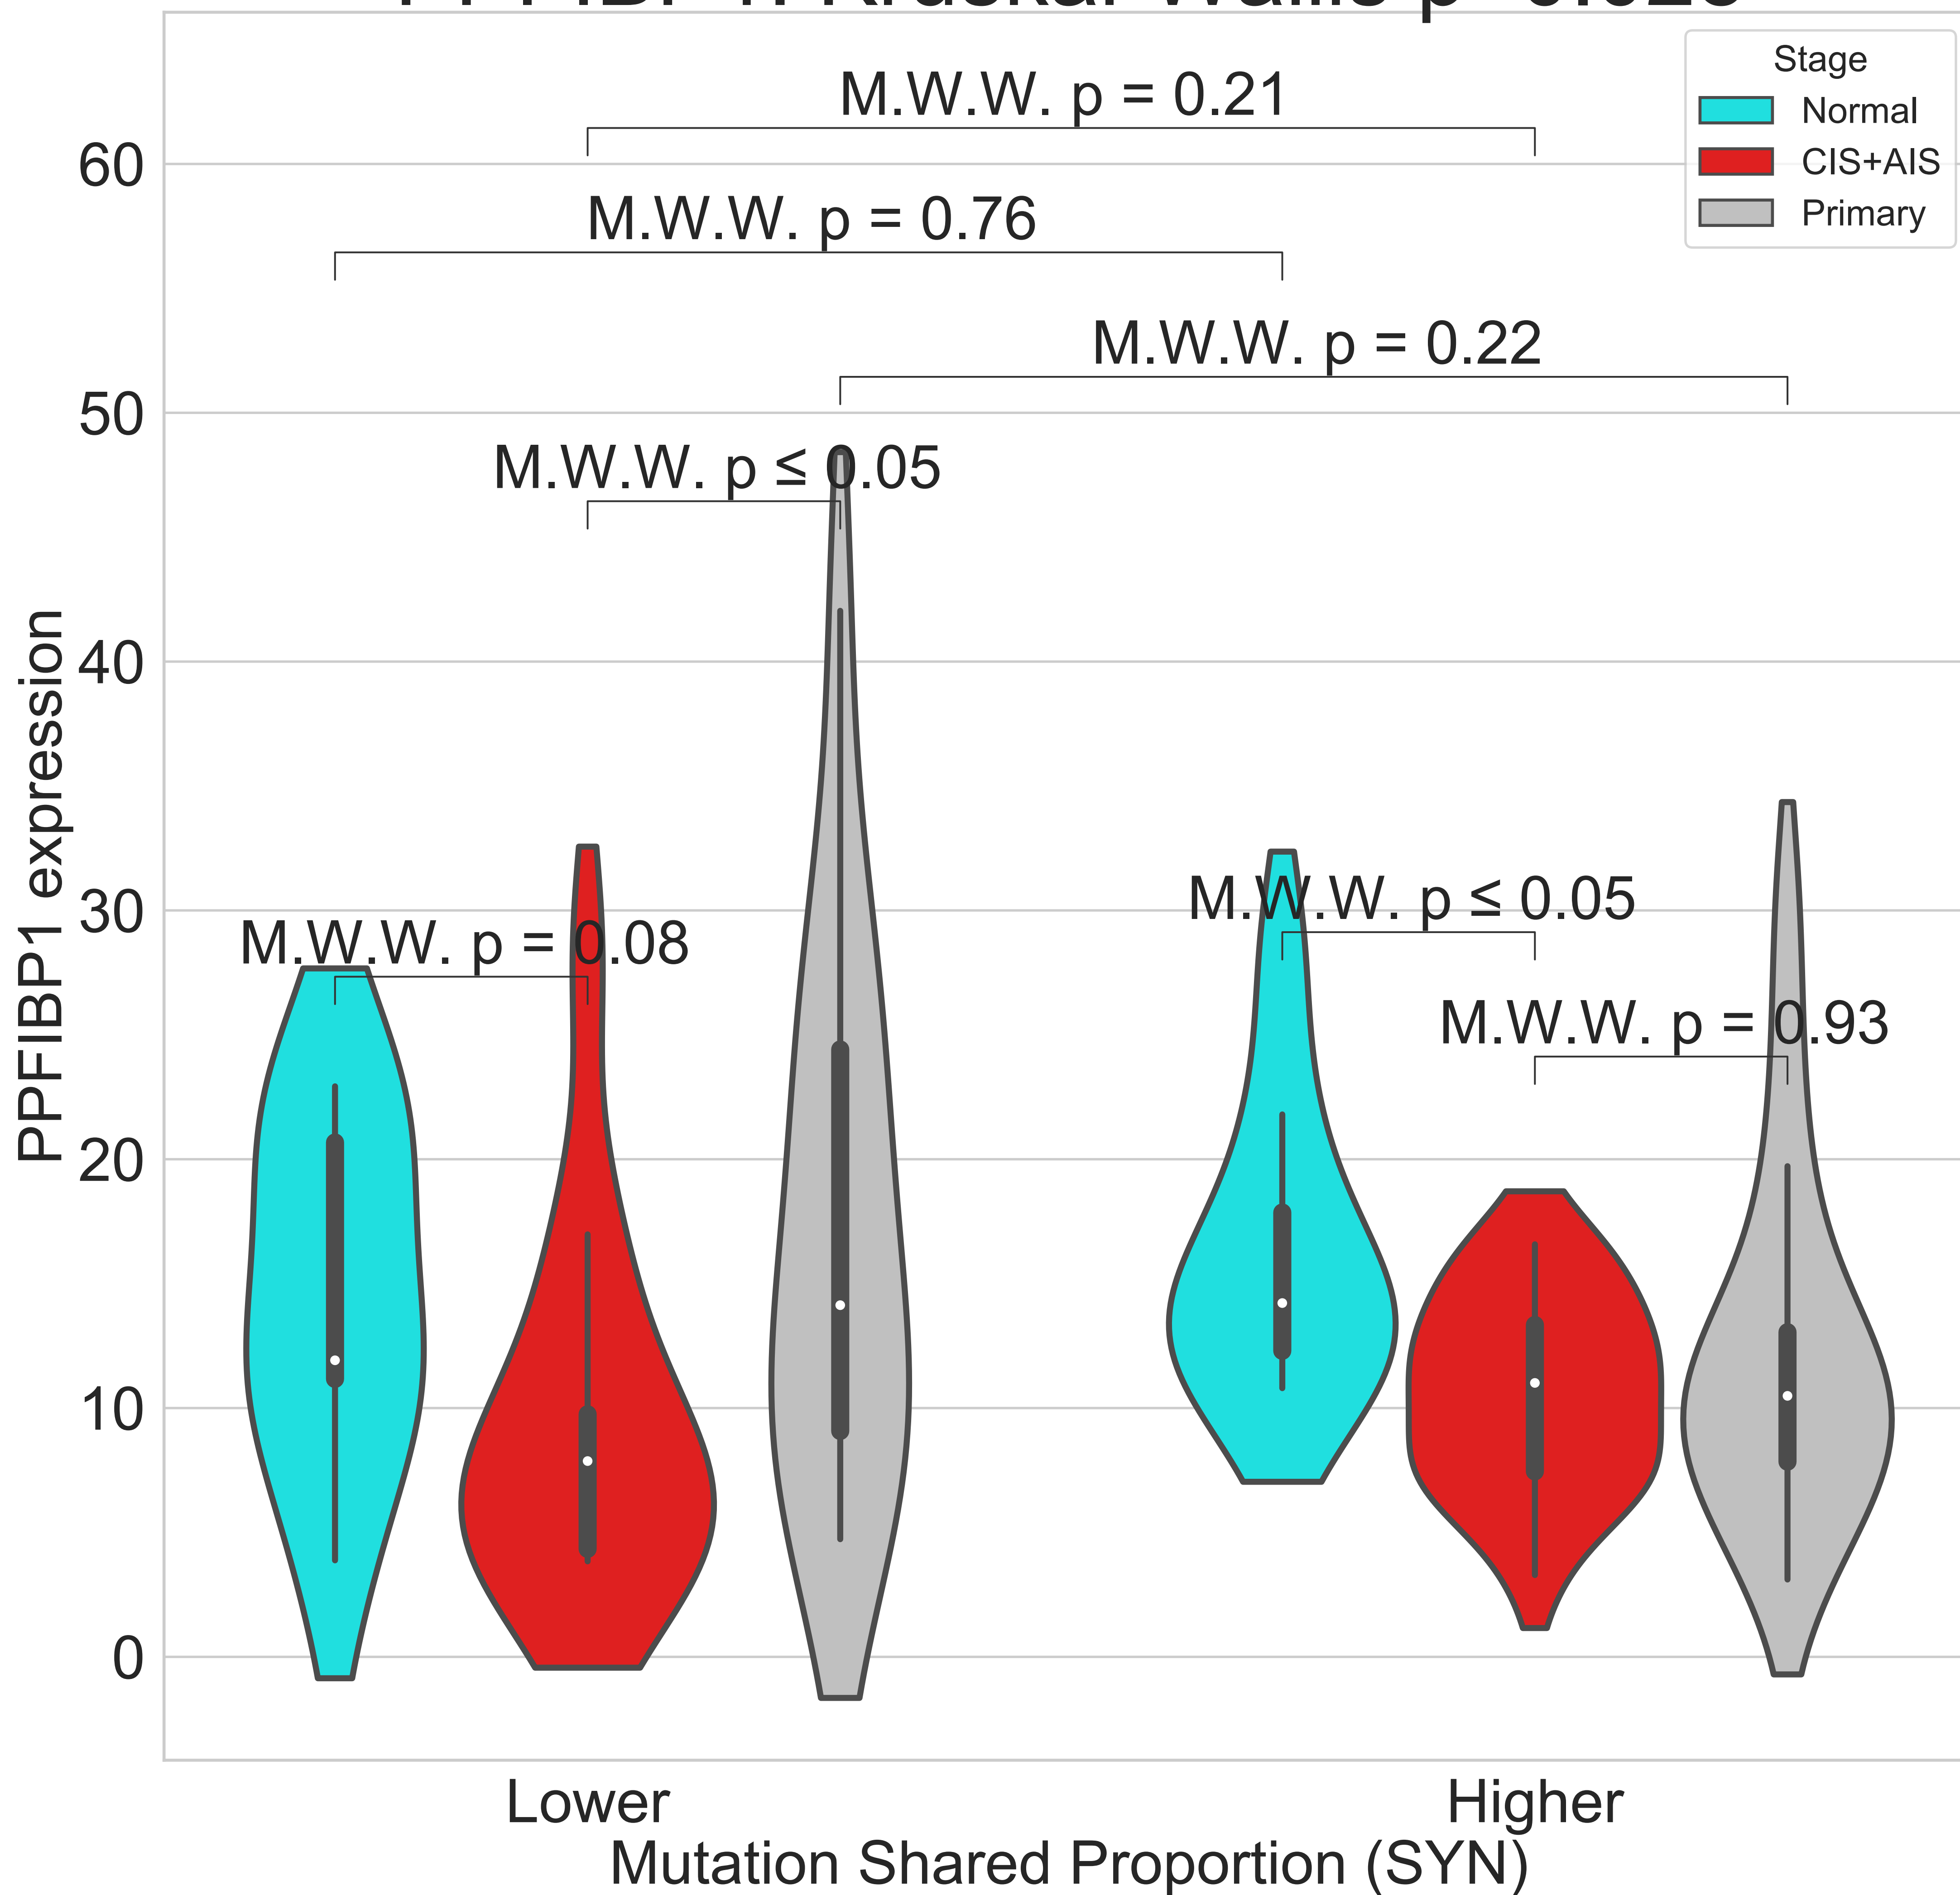 Stage
Normal
CIS+AIS
Primary
M.W.W. p = 0.21
M.W.W. p = 0.76
M.W.W. p = 0.22
M.W.W. p ≤ 0.05
M.W.W. p = 0.08
M.W.W. p ≤ 0.05
M.W.W. p = 0.93
60
50
40
30
20
10
0
PPFIBP1 expression
Lower
Higher
Mutation Shared Proportion (SYN)